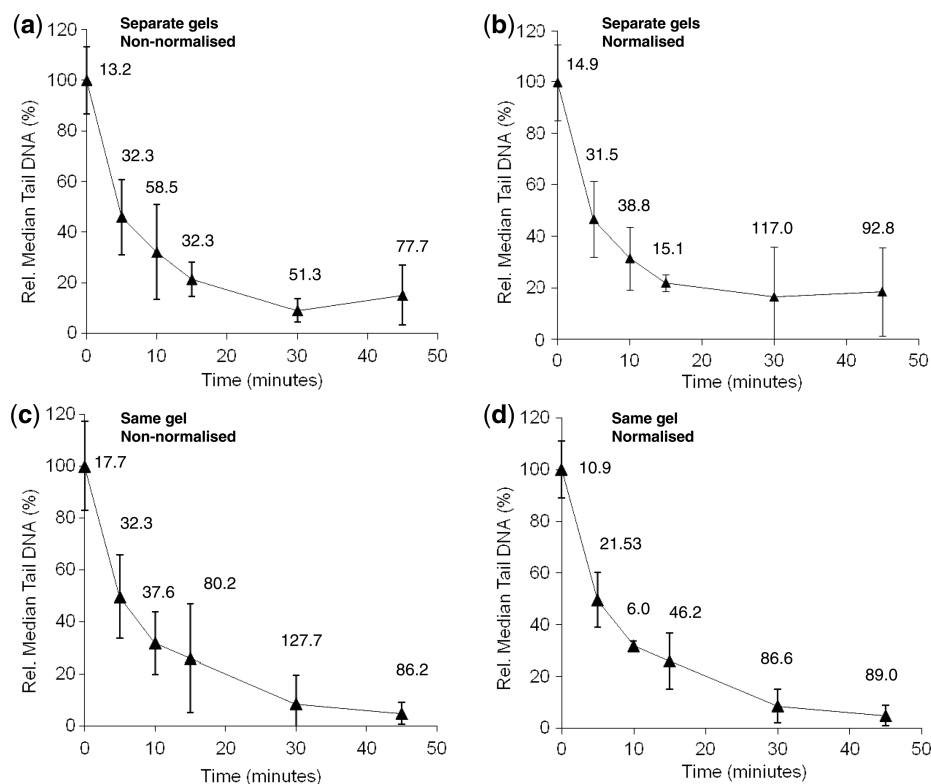 (a)
Separate gels
Non-normalised
Rel. Median Tail DNA (%)
120
100
80
60
40
20
0
13.2
32.3
58.5
32.3
51.3
77.7
0 10 20 30 40 50
Time (minutes)
(b)
Separate gels
Normalised
Rel. Median Tail DNA (%)
120
100
80
60
40
20
0
14.9
31.5
38.8
15.1
117.0
92.8
0 10 20 30 40 50
Time (minutes)
(c)
Same gel
Non-normalised
Rel. Median Tail DNA (%)
120
100
80
60
40
20
0
17.7
32.3
37.6
80.2
127.7
86.2
0 10 20 30 40 50
Time (miniutes)
(d)
Same gel
Normalised
Rel. Median Tail DNA (%)
120
100
80
60
40
20
0
10.9
21.53
6.0
46.2
86.6
89.0
0 10 20 30 40 50
Time (minutes)